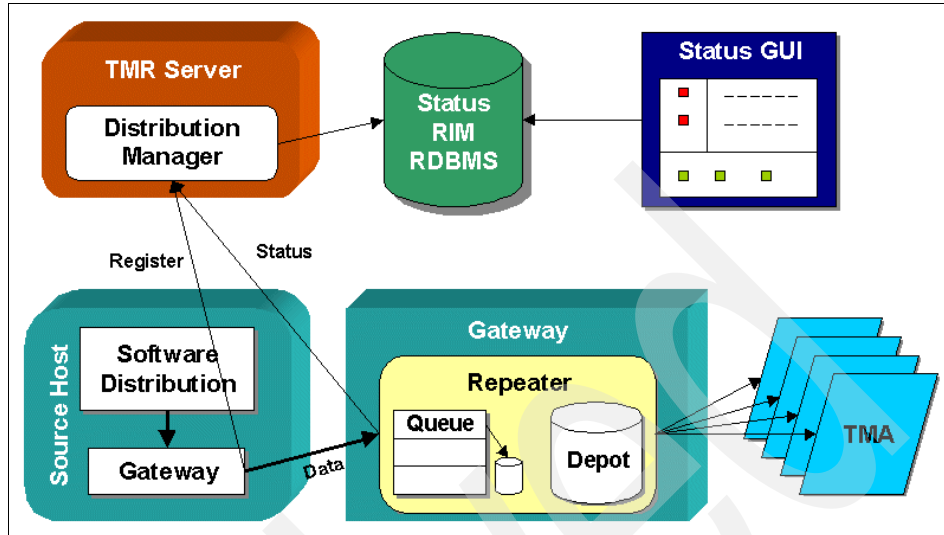 TMR Server
Distribution
Manager
Status
RIM
RDBMS
Status GUI
Register
Status
Source Host
Software
Distribution
Gateway
Data
Gateway
Repeater
Queue
Depot
TMA